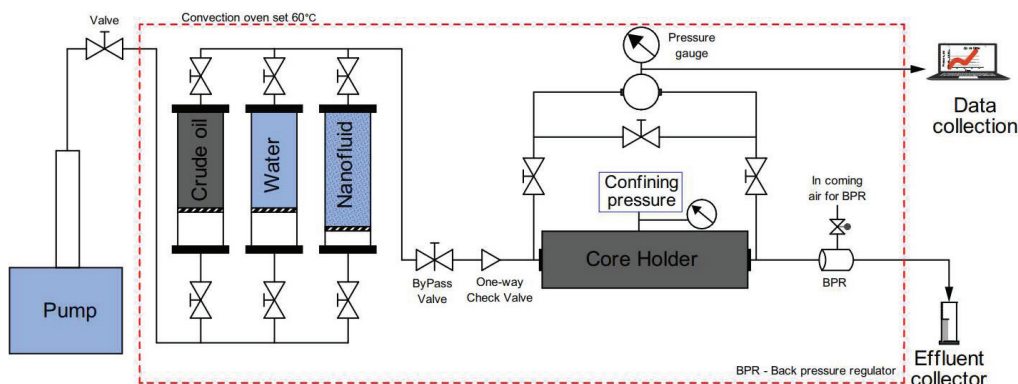 Convection oven set 60°C
Valve
Pressure
gauge
Data
collection
Crude oil
Water
Nanofluid
Confining
pressure
In coming
air for BPR
Core Holder
ByPass
Valve
One-way
Check Valve
BPR
Pump
BPR - Back pressure regulator
Effluent
collector